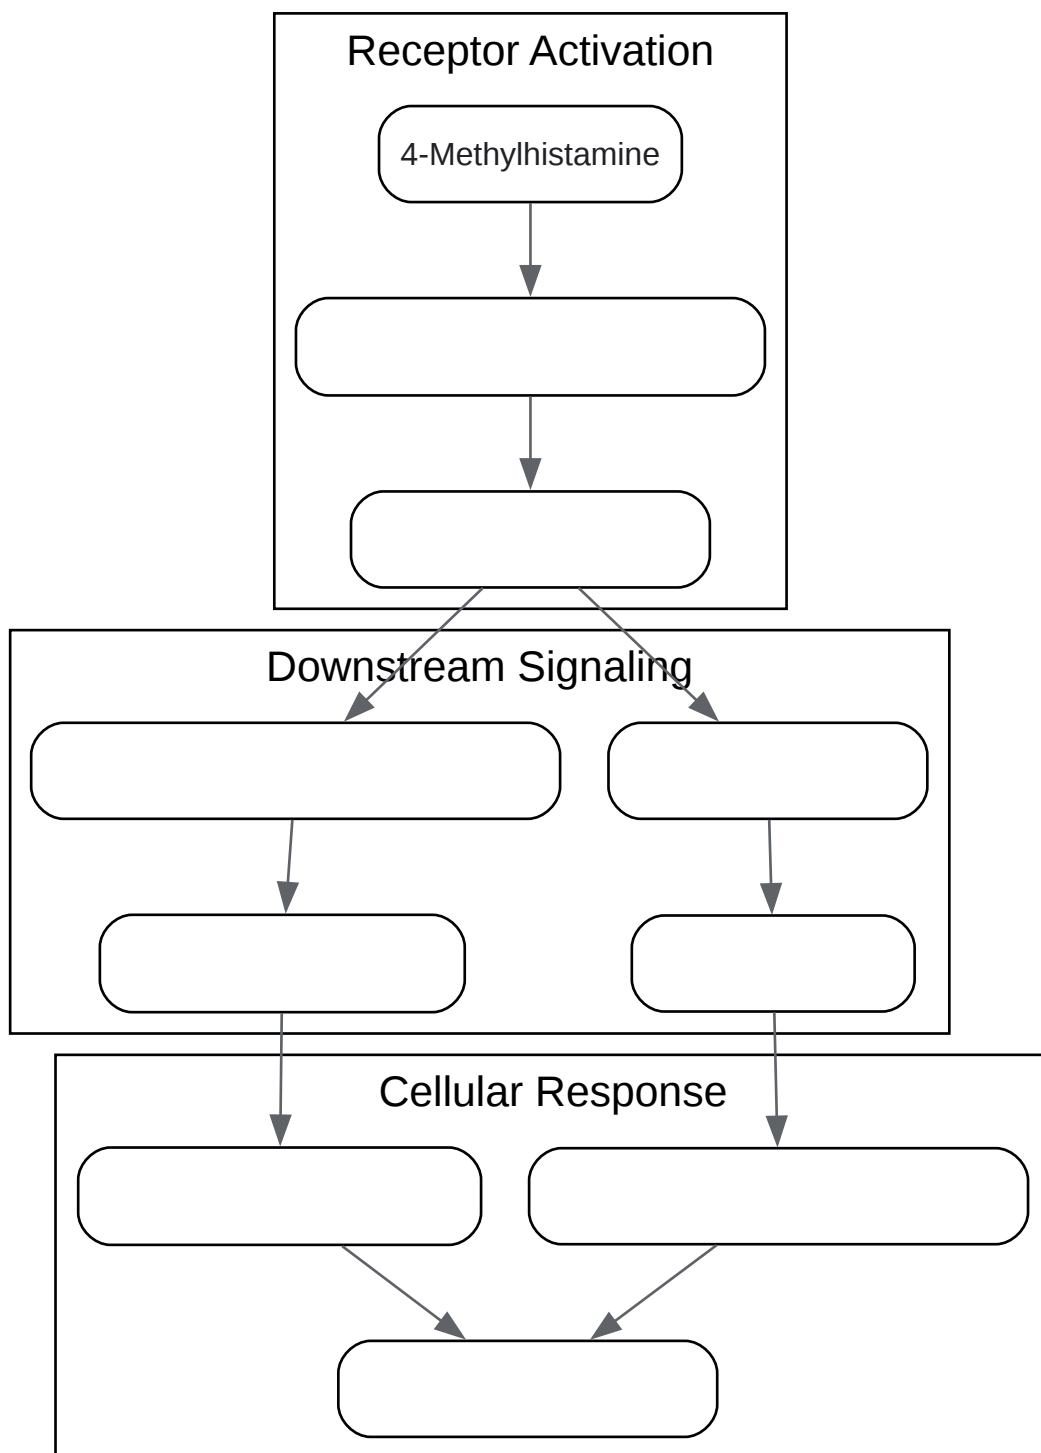 Receptor Activation
4-Methylhistamine
Downstream Signaling
Cellular Response